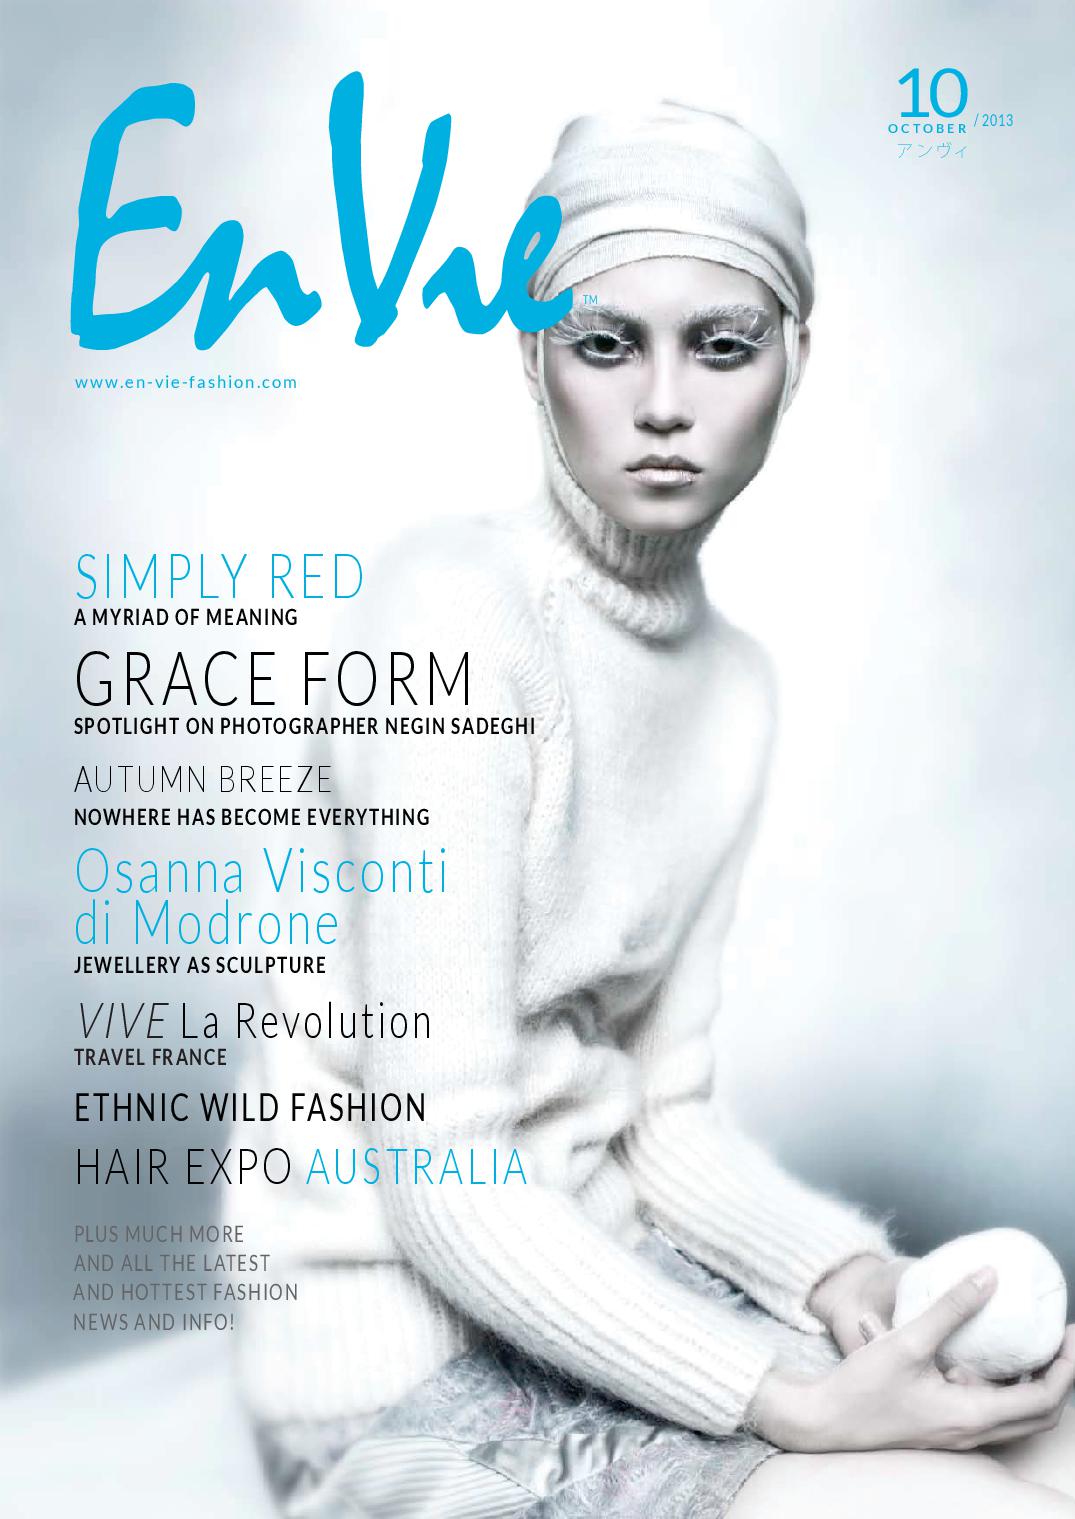 En Vie
TM
10
OCTOBER / 2013
アンヴィ
www.en-vie-fashion.com
SIMPLY RED
A MYRIAD OF MEANING
GRACE FORM
SPOTLIGHT ON PHOTOGRAPHER NEGIN SADEGHI
AUTUMN BREEZE
NOWHERE HAS BECOME EVERYTHING
Osanna Visconti
di Modrone
JEWELLERY AS SCULPTURE
VIVE La Revolution
TRAVEL FRANCE
ETHNIC WILD FASHION
HAIR EXPO AUSTRALIA
PLUS MUCH MORE
AND ALL THE LATEST
AND HOTTEST FASHION
NEWS AND INFO!